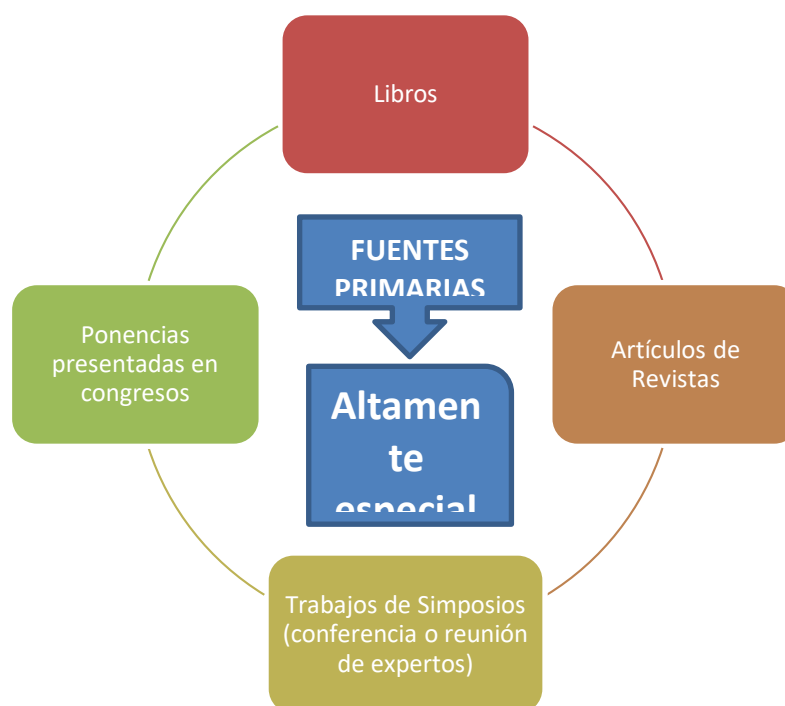 Libros
FUENTES
PRIMARIAS
Ponencias
presentadas en
congresos
Artículos de
Revistas
Altamen
te
especial
Trabajos de Simposios
(conferencia o reunión
de expertos)